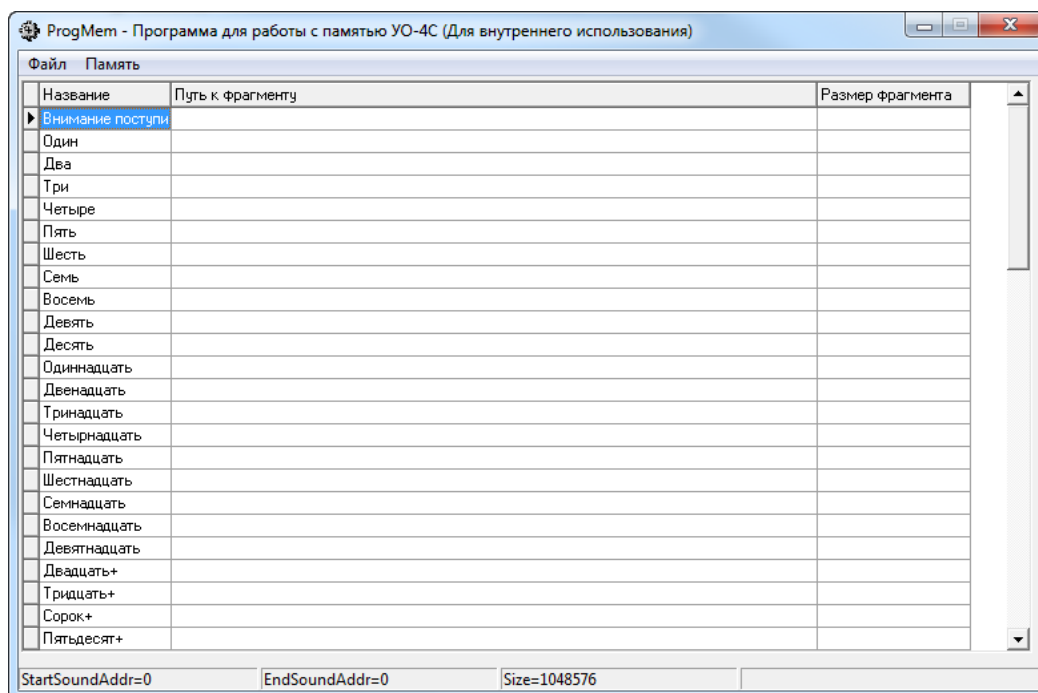 ProgMem - Программа для работы с памятью УО-4С (Для внутреннего использования)
Файл Память
Название Путь к фрагменту Размер фрагмента
Внимание поступи
Один
Два
Три
Четыре
Пять
Шесть
Семь
Восемь
Девять
Десять
Одиннадцать
Двенадцать
Тринадцать
Четырнадцать
Пятнадцать
Шестнадцать
Семнадцать
Восемнадцать
Девятнадцать
Двадцать+
Тридцать+
Сорок+
Пятьдесят+
StartSoundAddr=0 EndSoundAddr=0 Size=1048576